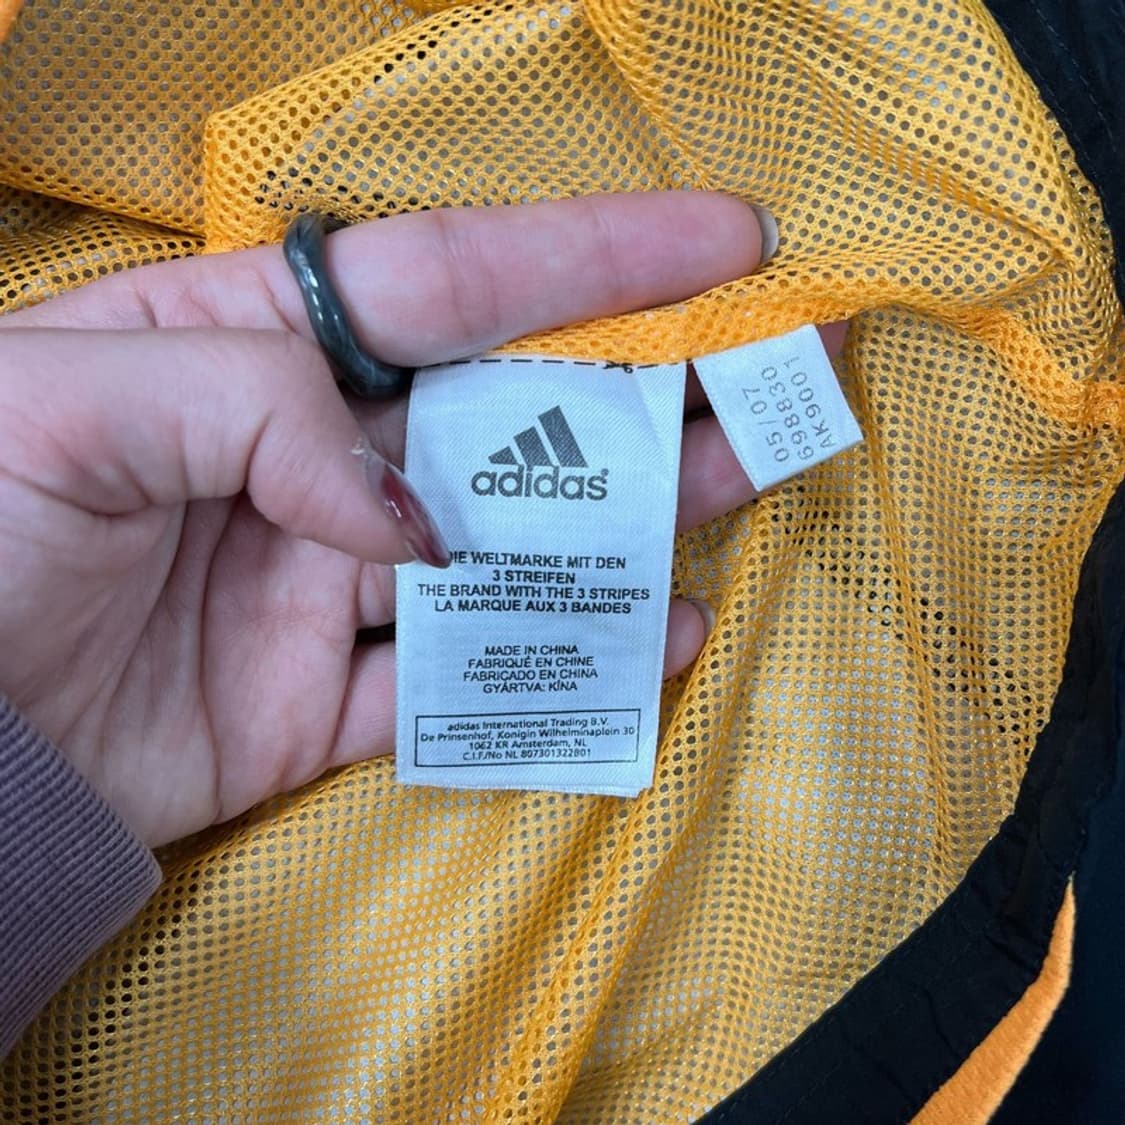 adidas
IE WELTMARKE MIT DEN
3 STREIFEN
THE BRAND WITH THE 3 STRIPES
LA MARQUE AUX 3 BANDES
MADE IN CHINA
FABRIQUÉ EN CHINE
FABRICADO EN CHINA
GYÁRTVA: KÍNA
adidas International Trading B.V.
De Prinsenhof, Konigin Wilhelminaplein 30
1062 KR Amsterdam, NL
C.I.F./No NL 807301322B01
05/07
698830
AK9001